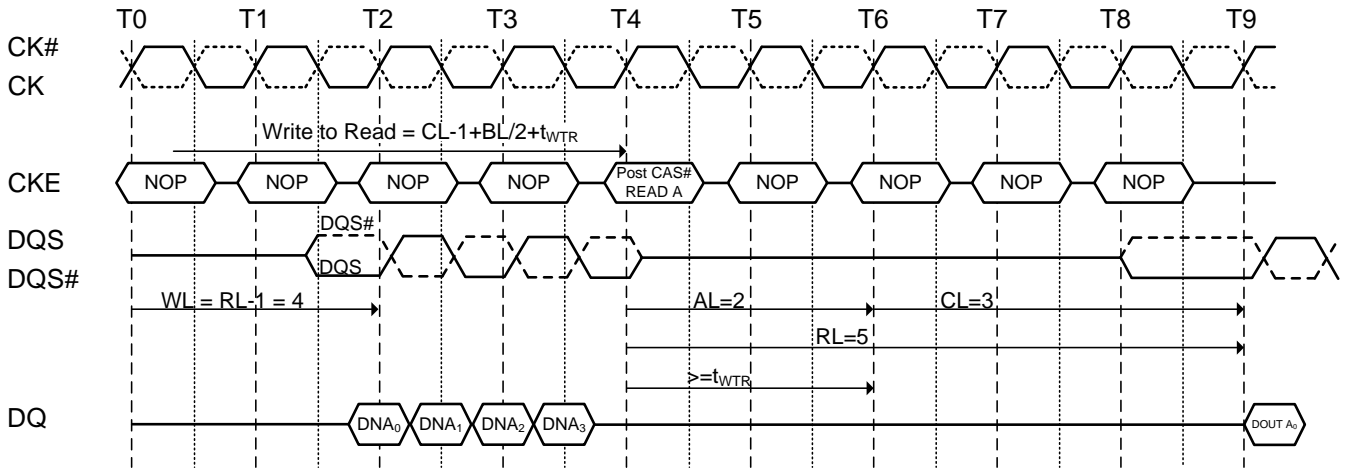 T0 T1 T2 T3 T4 T5 T6 T7 T8 T9
CK#
CK
Write to Read = CL-1+BL/2+tWTR
CKE NOP NOP NOP NOP Post CAS# READ A NOP NOP NOP NOP
DQS DQS#
DQS# DQS
WL = RL-1 = 4 AL=2 CL=3
RL=5
>=tWTR
DQ DNA0 DNA1 DNA2 DNA3 DOUT A0